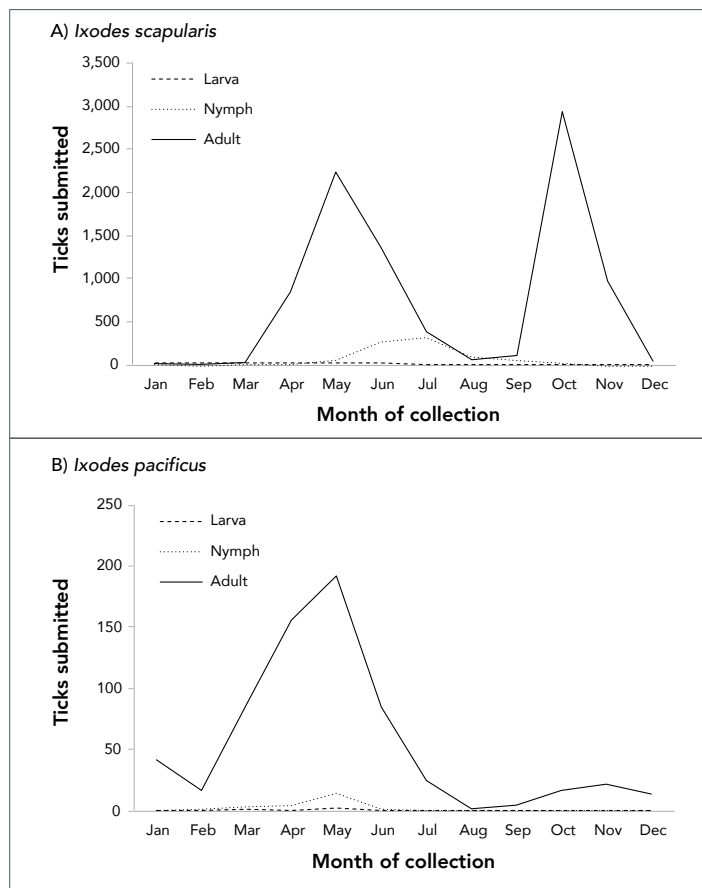 A) Ixodes scapularis
3,500
3,000
2,500
2,000
1,500
1,000
500
0
Ticks submitted
Larva
Nymph
Adult
Jan Feb Mar Apr May Jun Jul Aug Sep Oct Nov Dec
Month of collection
B) Ixodes pacificus
250
200
150
100
50
0
Ticks submitted
Larva
Nymph
Adult
Jan Feb Mar Apr May Jun Jul Aug Sep Oct Nov Dec
Month of collection